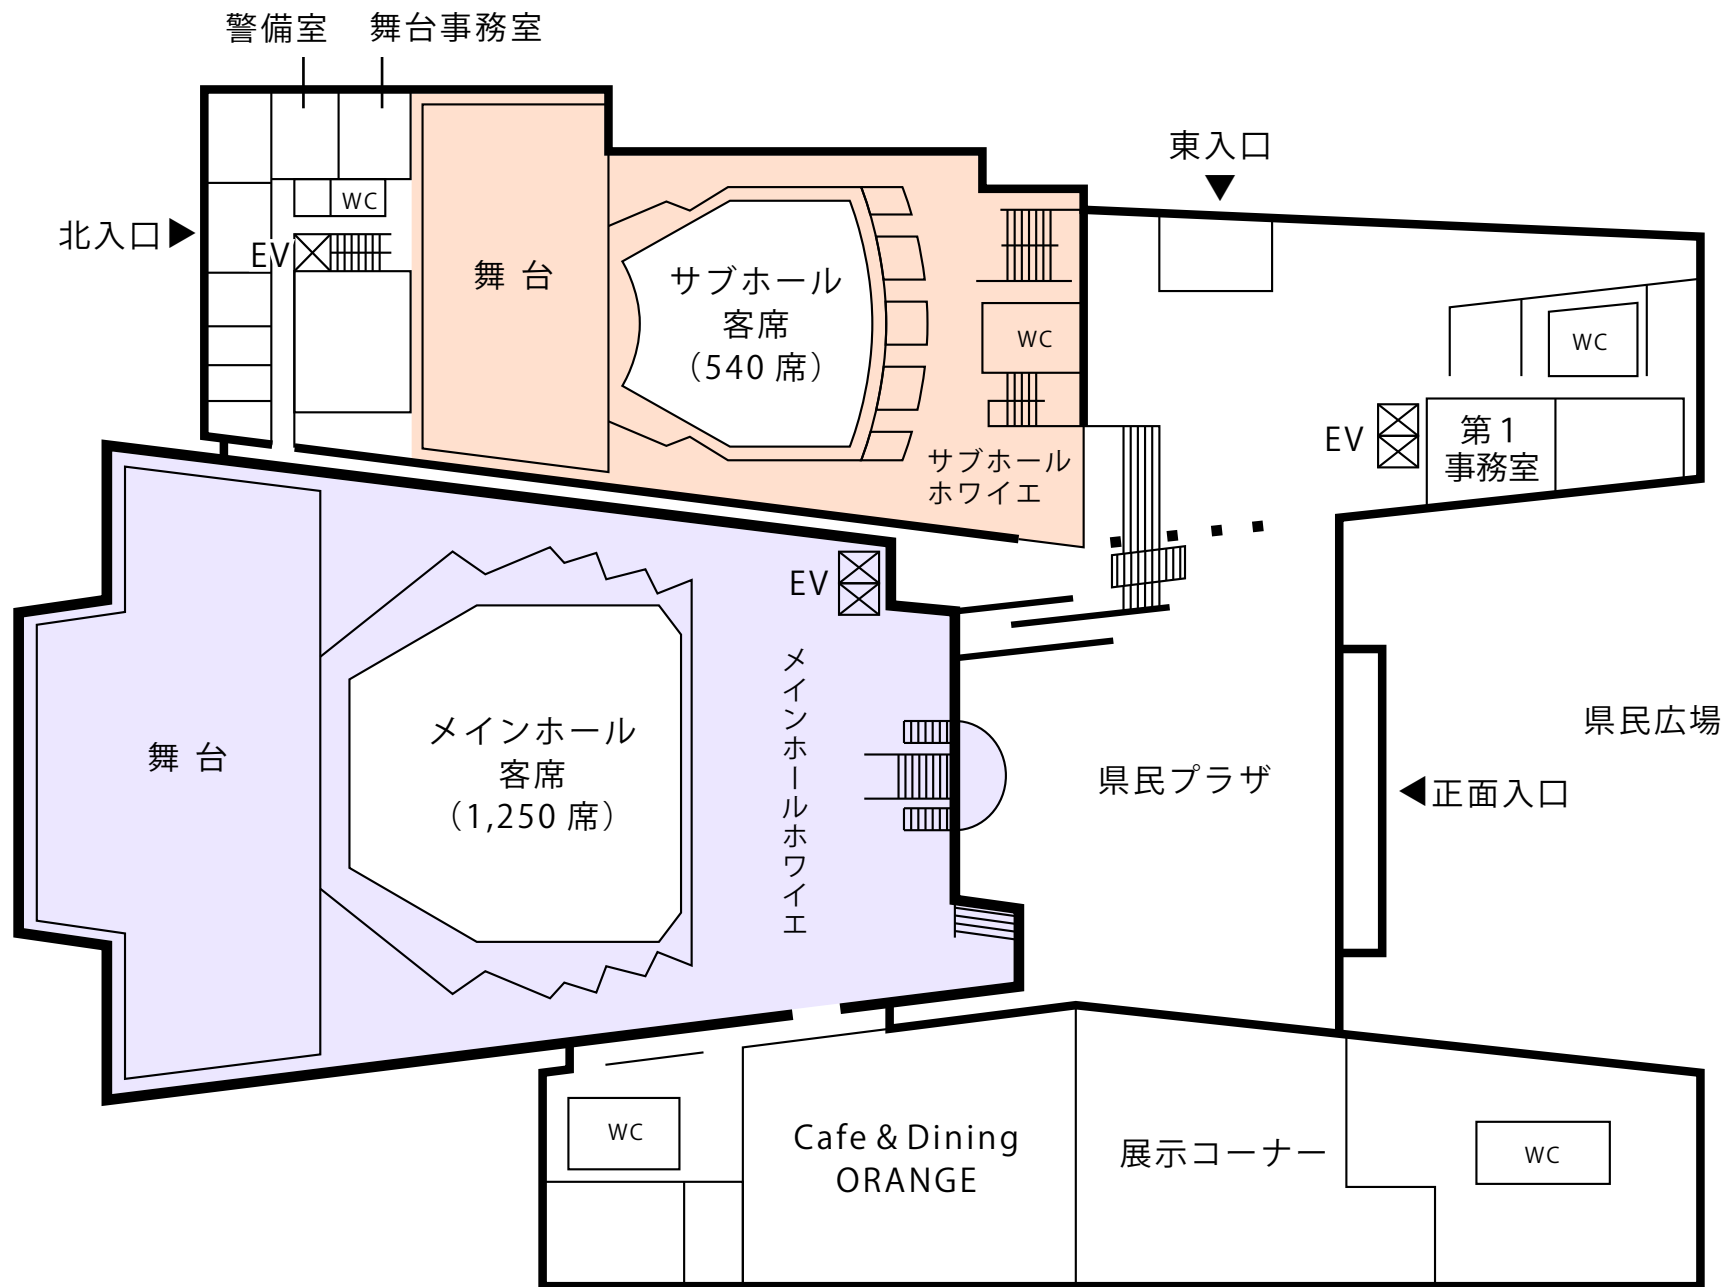 警備室
舞台事務室
東入口
WC
北入口
EV
舞 台
サブホール
客席
（540 席）
WC
WC
EV
第 1
事務室
サブホール
ホワイエ
EV
メインホールホワイエ
メインホール
客席
（1,250 席）
舞 台
県民プラザ
県民広場
正面入口
WC
Cafe & Dining
ORANGE
展示コーナー
WC